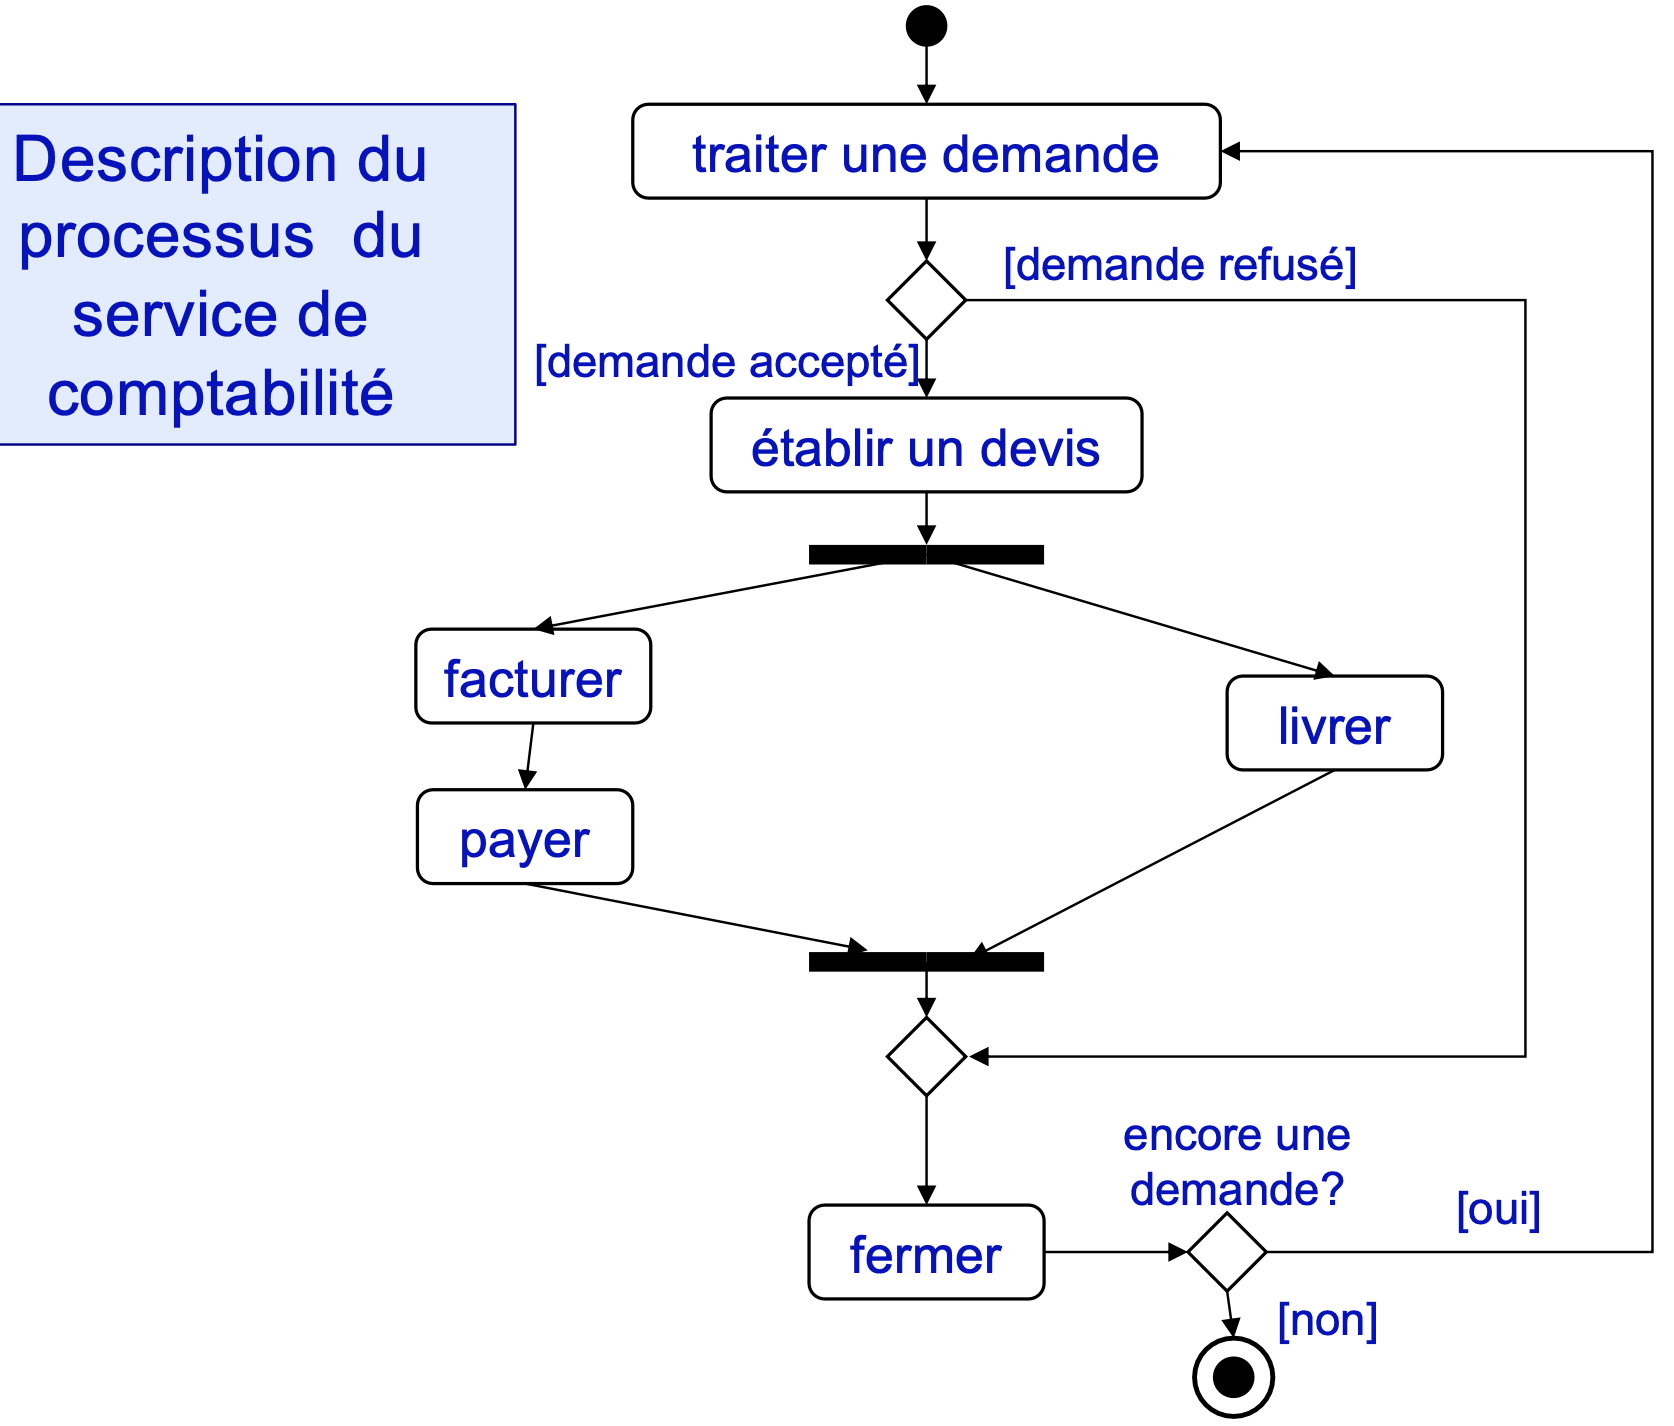 Description du
processus du
service de
comptabilité
traiter une demande
[demande refusé]
[demande accepté]
établir un devis
facturer
livrer
payer
encore une
demande?
[oui]
fermer
[non]